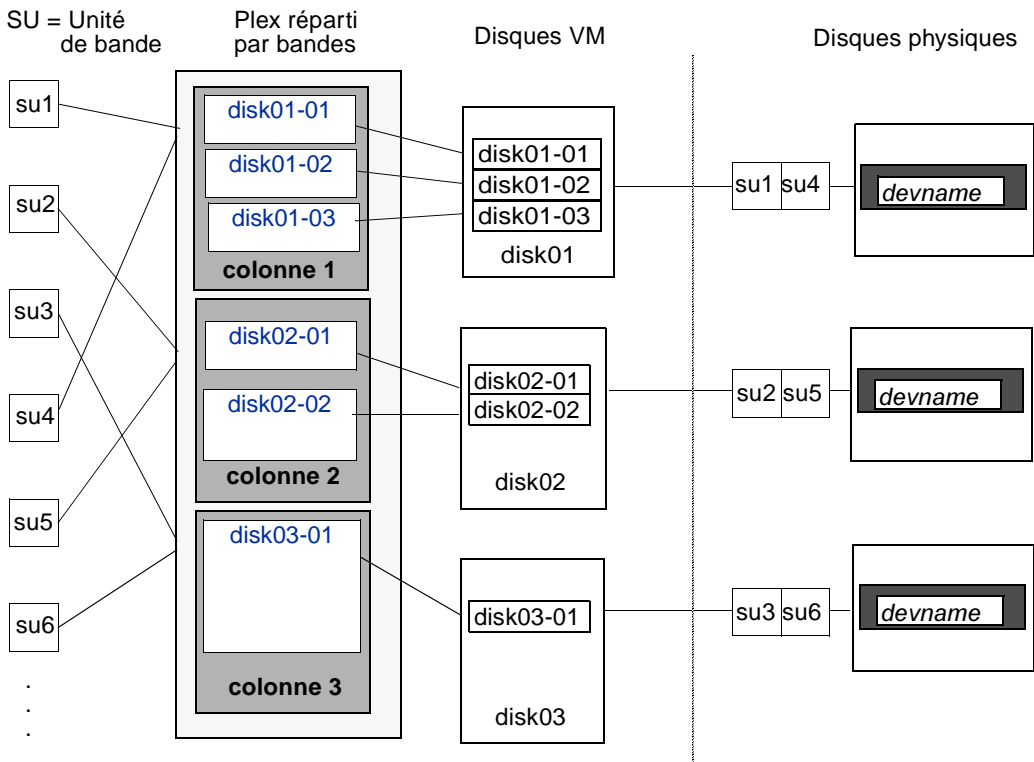 SU = Unité
de bande
Plex réparti
par bandes
Disques VM
Disques physiques
su1
su2
su3
su4
su5
su6
.
.
.
disk01-01
disk01-02
disk01-03
colonne 1
disk02-01
disk02-02
colonne 2
disk03-01
colonne 3
disk01-01
disk01-02
disk01-03
disk01
disk02-01
disk02-02
disk02
disk03-01
disk03
su1 su4
devname
su2 su5
devname
su3 su6
devname